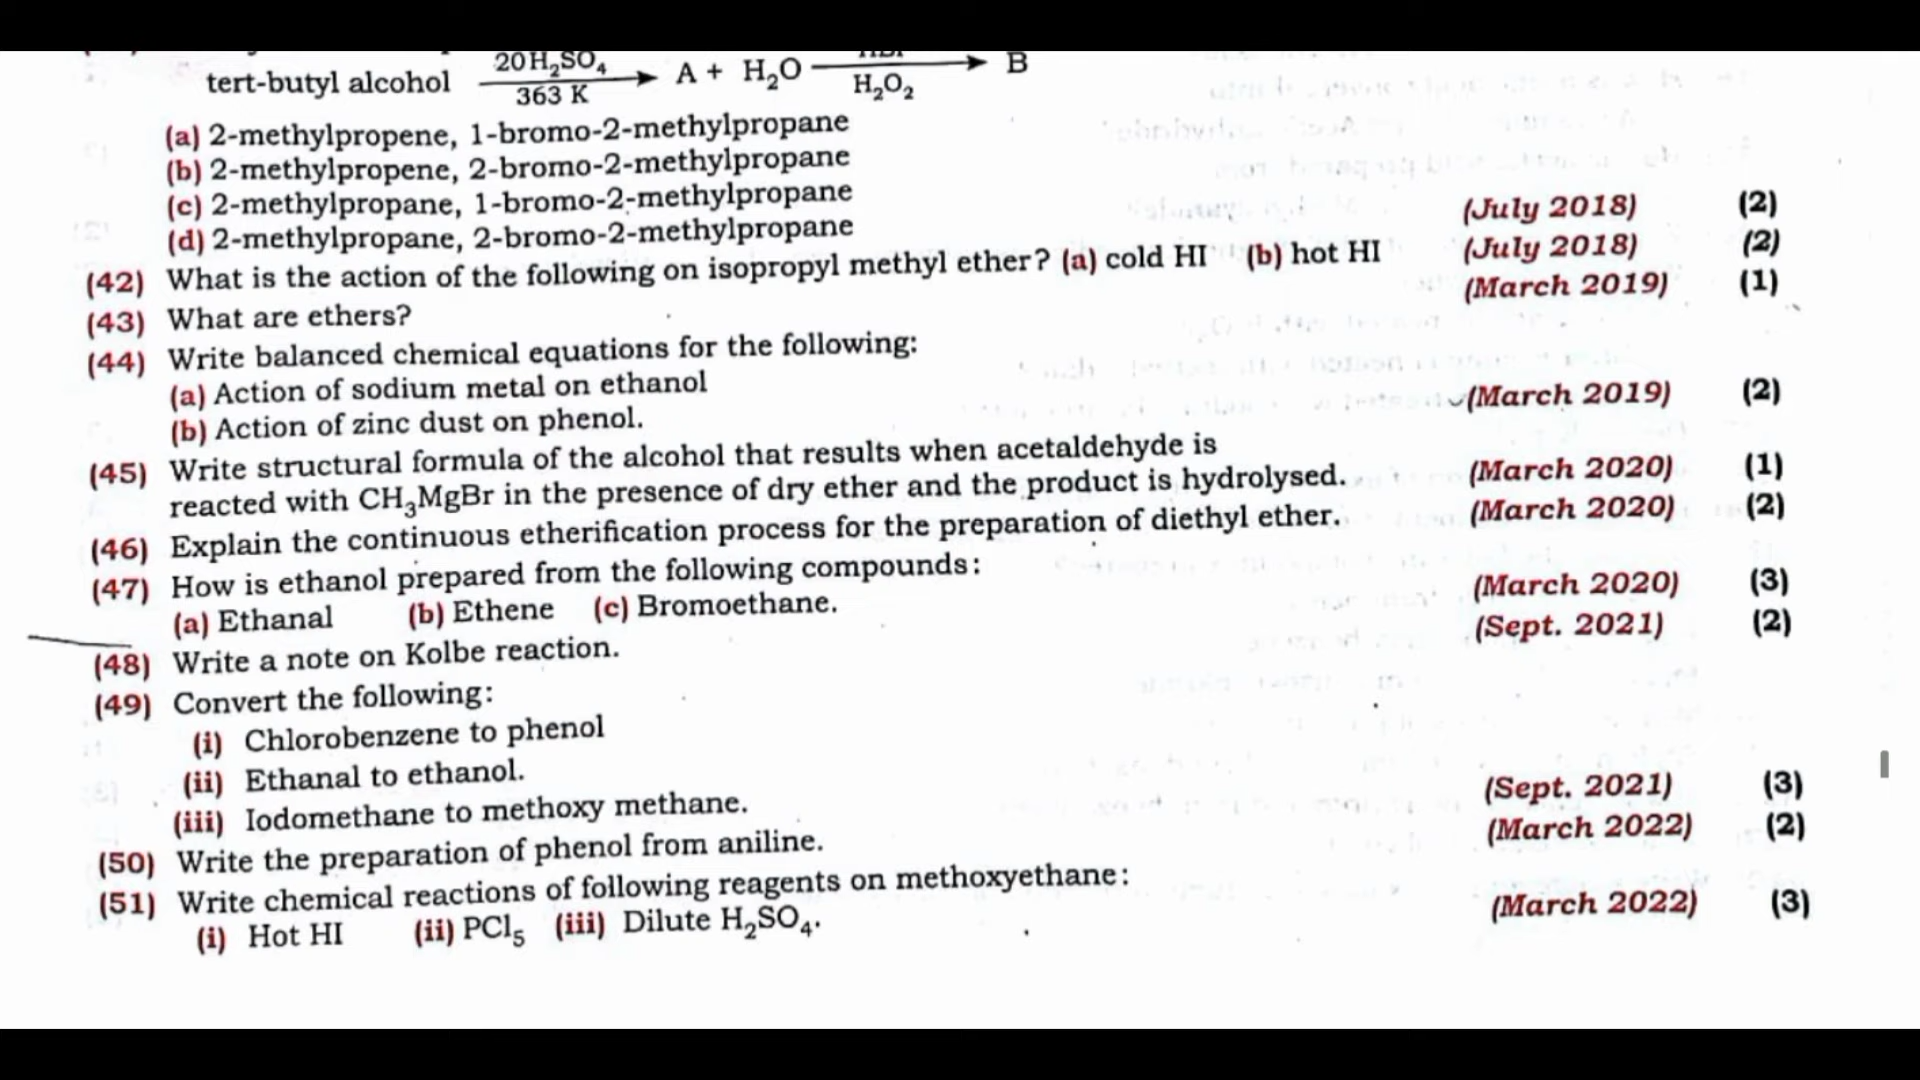 tert-butyl alcohol 20H₂SO₄ / 363 K → A + H₂O → H₂O₂ B
(a) 2-methylpropene, 1-bromo-2-methylpropane
(b) 2-methylpropene, 2-bromo-2-methylpropane
(c) 2-methylpropane, 1-bromo-2-methylpropane
(d) 2-methylpropane, 2-bromo-2-methylpropane (July 2018) (2)
(42) What is the action of the following on isopropyl methyl ether? (a) cold HI (b) hot HI (July 2018) (2)
(43) What are ethers? (March 2019) (1)
(44) Write balanced chemical equations for the following:
(a) Action of sodium metal on ethanol
(b) Action of zinc dust on phenol. (March 2019) (2)
(45) Write structural formula of the alcohol that results when acetaldehyde is
reacted with CH₃MgBr in the presence of dry ether and the product is hydrolysed. (March 2020) (1)
(46) Explain the continuous etherification process for the preparation of diethyl ether. (March 2020) (2)
(47) How is ethanol prepared from the following compounds:
(a) Ethanal (b) Ethene (c) Bromoethane. (March 2020) (3)
(48) Write a note on Kolbe reaction. (Sept. 2021) (2)
(49) Convert the following:
(i) Chlorobenzene to phenol
(ii) Ethanal to ethanol.
(iii) Iodomethane to methoxy methane. (Sept. 2021) (3)
(50) Write the preparation of phenol from aniline. (March 2022) (2)
(51) Write chemical reactions of following reagents on methoxyethane:
(i) Hot HI (ii) PCl₅ (iii) Dilute H₂SO₄. (March 2022) (3)